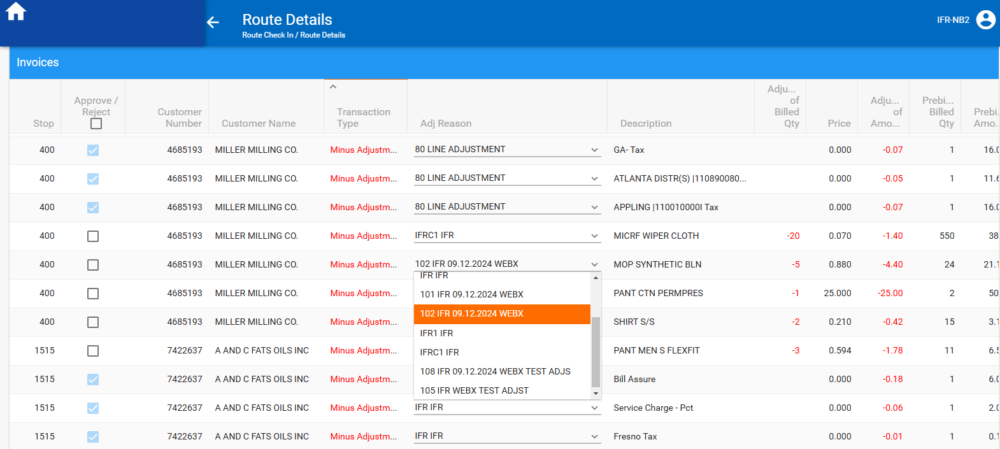 Route Details
Route Check In / Route Details
IFR-NB2
Invoices
Stop
Approve / Reject
Customer Number
Customer Name
Transaction Type
Adj Reason
Description
Adju... of Billed Qty
Price
Adju... of Amo...
Prebi... Billed Qty
Prebi... Amo...
400 4685193 MILLER MILLING CO. Minus Adjustm... 80 LINE ADJUSTMENT GA- Tax 0.000 -0.07 1 16.0
400 4685193 MILLER MILLING CO. Minus Adjustm... 80 LINE ADJUSTMENT ATLANTA DISTR(S) |110890080... 0.000 -0.05 1 11.6
400 4685193 MILLER MILLING CO. Minus Adjustm... 80 LINE ADJUSTMENT APPLING |110010000I Tax 0.000 -0.07 1 16.0
400 4685193 MILLER MILLING CO. Minus Adjustm... IFRC1 IFR MICRF WIPER CLOTH -20 0.070 -1.40 550 38
400 4685193 MILLER MILLING CO. Minus Adjustm... 102 IFR 09.12.2024 WEBX MOP SYNTHETIC BLN -5 0.880 -4.40 24 21.1
400 4685193 MILLER MILLING CO. Minus Adjustm... PANT CTN PERMPRES -1 25.000 -25.00 2 50
400 4685193 MILLER MILLING CO. Minus Adjustm... SHIRT S/S -2 0.210 -0.42 15 3.1
1515 7422637 A AND C FATS OILS INC Minus Adjustm... PANT MEN S FLEXFIT -3 0.594 -1.78 11 6.5
1515 7422637 A AND C FATS OILS INC Minus Adjustm... Bill Assure 0.000 -0.18 1 6.0
1515 7422637 A AND C FATS OILS INC Minus Adjustm... IFR IFR Service Charge - Pct 0.000 -0.06 1 2.0
1515 7422637 A AND C FATS OILS INC Minus Adjustm... IFR IFR Fresno Tax 0.000 -0.01 1 0.1
IFR IFR
101 IFR 09.12.2024 WEBX
102 IFR 09.12.2024 WEBX
IFR1 IFR
IFRC1 IFR
108 IFR 09.12.2024 WEBX TEST ADJS
105 IFR WEBX TEST ADJST